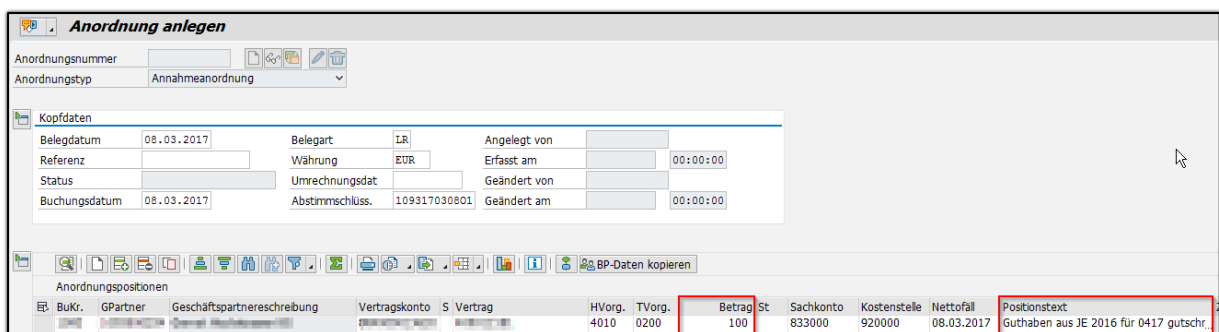 Anordnung anlegen
Anordnungsnummer
Anordnungstyp Annahmeanordnung
Kopfdaten
Belegdatum 08.03.2017 Belegart LR Angelegt von
Referenz Währung EUR Erfasst am 00:00:00
Status Umrechnungsdat Geändert von
Buchungsdatum 08.03.2017 Abstimmschlüss. 109317030801 Geändert am 00:00:00
BP-Daten kopieren
Anordnungspositionen
BuKr. GPartner Geschäftspartnereschreibung Vertragskonto S Vertrag HVorg. TVorg. Betrag St Sachkonto Kostenstelle Nettofäll Positionstext
4010 0200 100 833000 920000 08.03.2017 Guthaben aus JE 2016 für 0417 gutschr...